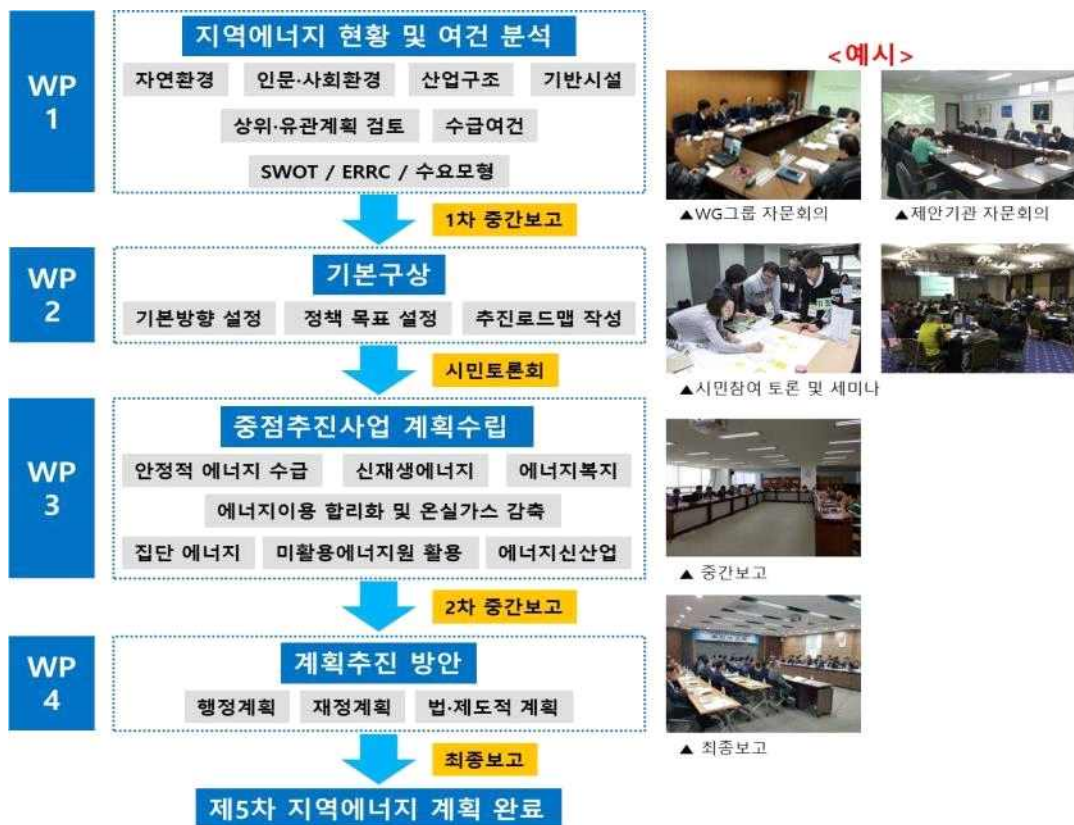 WP
1
지역에너지 현황 및 여건 분석
자연환경 인문·사회환경 산업구조 기반시설
상위·유관계획 검토 수급여건
SWOT / ERRC / 수요모형
1차 중간보고
WP
2
기본구상
기본방향 설정 정책 목표 설정 추진로드맵 작성
시민토론회
WP
3
중점추진사업 계획수립
안정적 에너지 수급 신재생에너지 에너지복지
에너지이용 합리화 및 온실가스 감축
집단 에너지 미활용에너지원 활용 에너지신산업
2차 중간보고
WP
4
계획추진 방안
행정계획 재정계획 법·제도적 계획
최종보고
제5차 지역에너지 계획 완료
<예시>
▲WG그룹 자문회의 ▲제안기관 자문회의
▲시민참여 토론 및 세미나
▲ 중간보고
▲ 최종보고